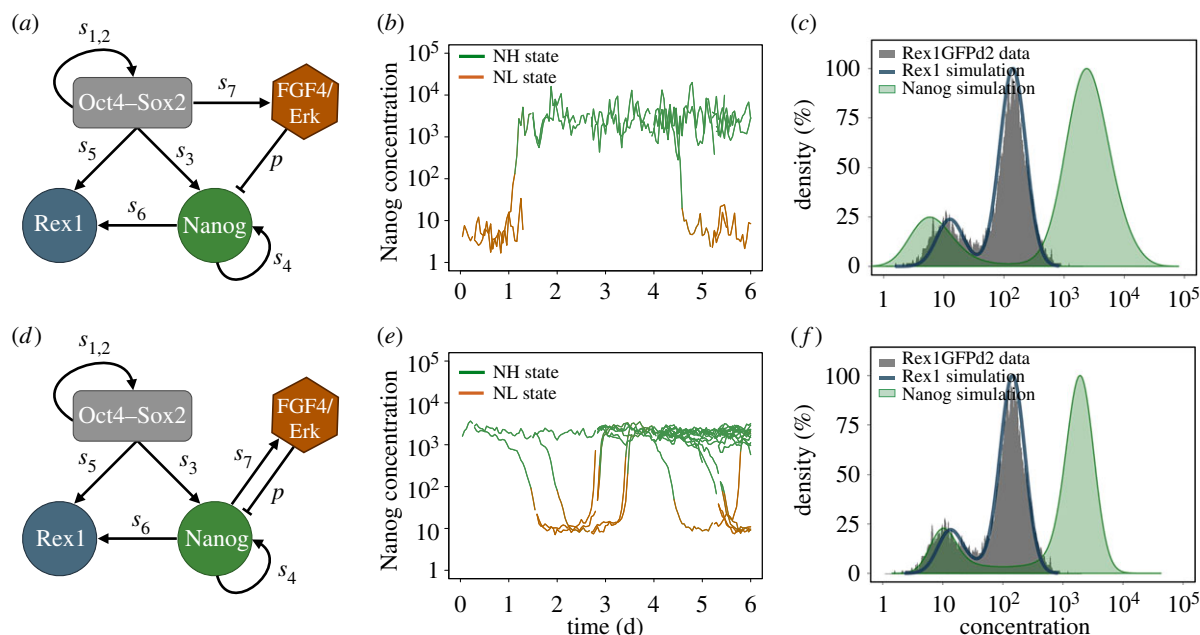 (a)
s1,2
Oct4–Sox2
s7
FGF4/
Erk
s5
s3
p
Rex1
s6
Nanog
s4
(b)
Nanog concentration
10^5
10^4
10^3
10^2
10
1
NH state
NL state
0 1 2 3 4 5 6
(c)
density (%)
100
75
50
25
0
Rex1GFPd2 data
Rex1 simulation
Nanog simulation
1 10 10^2 10^3 10^4 10^5
(d)
s1,2
Oct4–Sox2
FGF4/
Erk
s5
s3
s7
p
Rex1
s6
Nanog
s4
(e)
Nanog concentration
10^5
10^4
10^3
10^2
10
1
NH state
NL state
0 1 2 3 4 5 6
time (d)
(f)
density (%)
100
75
50
25
0
Rex1GFPd2 data
Rex1 simulation
Nanog simulation
1 10 10^2 10^3 10^4 10^5
concentration